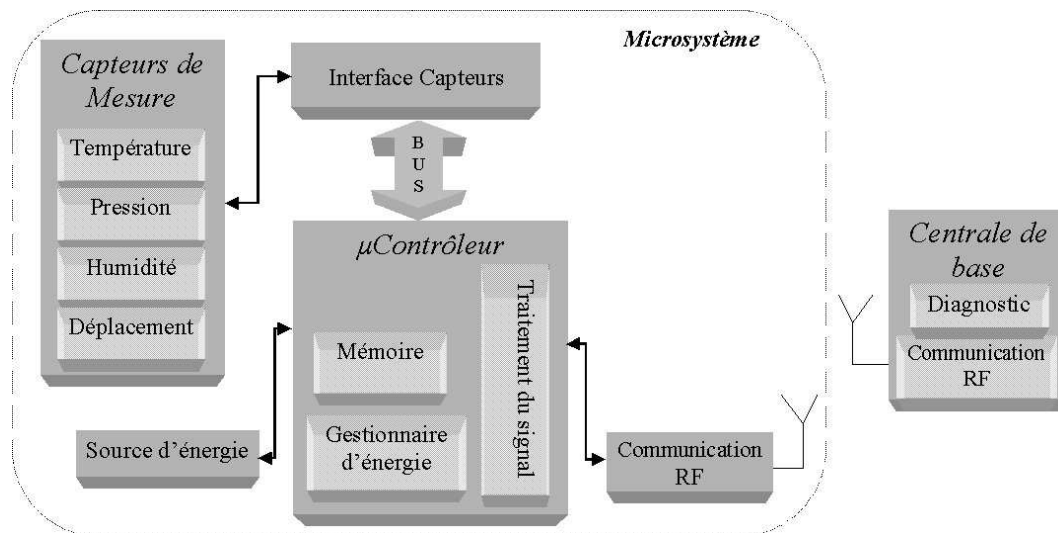 Microsystème
Capteurs de
Mesure
Température
Pression
Humidité
Déplacement
Interface Capteurs
B
U
S
µContrôleur
Mémoire
Gestionnaire
d'énergie
Traitement du signal
Source d'énergie
Communication
RF
Centrale de
base
Diagnostic
Communication
RF